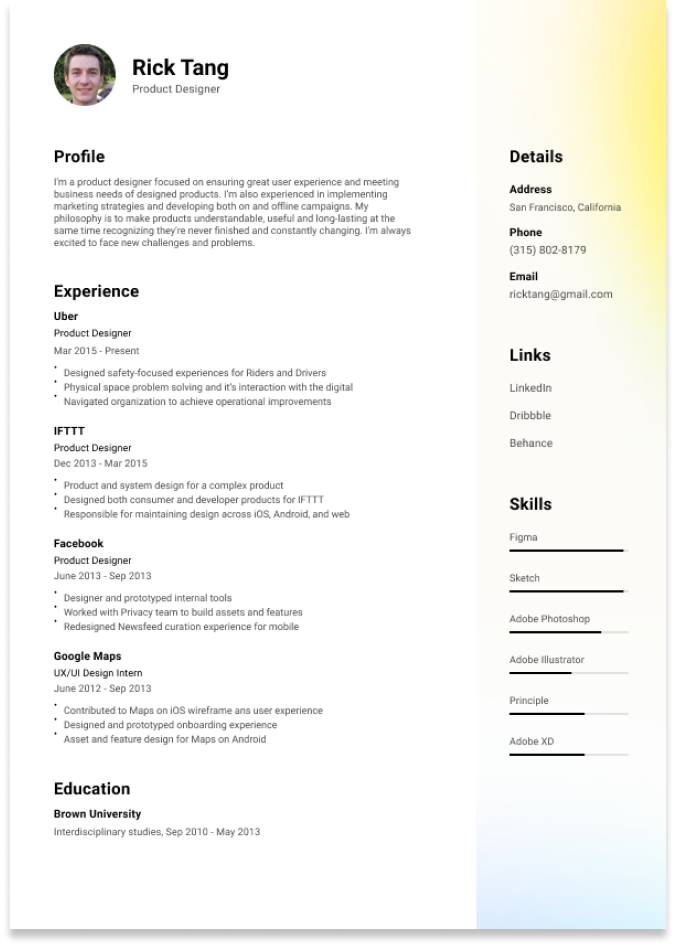 Rick Tang
Product Designer
Profile
I'm a product designer focused on ensuring great user experience and meeting
business needs of designed products. I'm also experienced in implementing
marketing strategies and developing both on and offline campaigns. My
philosophy is to make products understandable, useful and long-lasting at the
same time recognizing they're never finished and constantly changing. I'm always
excited to face new challenges and problems.
Experience
Uber
Product Designer
Mar 2015 - Present
• Designed safety-focused experiences for Riders and Drivers
• Physical space problem solving and it's interaction with the digital
• Navigated organization to achieve operational improvements
IFTTT
Product Designer
Dec 2013 - Mar 2015
• Product and system design for a complex product
• Designed both consumer and developer products for IFTTT
• Responsible for maintaining design across iOS, Android, and web
Facebook
Product Designer
June 2013 - Sep 2013
• Designer and prototyped internal tools
• Worked with Privacy team to build assets and features
• Redesigned Newsfeed curation experience for mobile
Google Maps
UX/UI Design Intern
June 2012 - Sep 2013
• Contributed to Maps on iOS wireframe ans user experience
• Designed and prototyped onboarding experience
• Asset and feature design for Maps on Android
Education
Brown University
Interdisciplinary studies, Sep 2010 - May 2013
Details
Address
San Francisco, California
Phone
(315) 802-8179
Email
ricktang@gmail.com
Links
LinkedIn
Dribbble
Behance
Skills
Figma
Sketch
Adobe Photoshop
Adobe Illustrator
Principle
Adobe XD